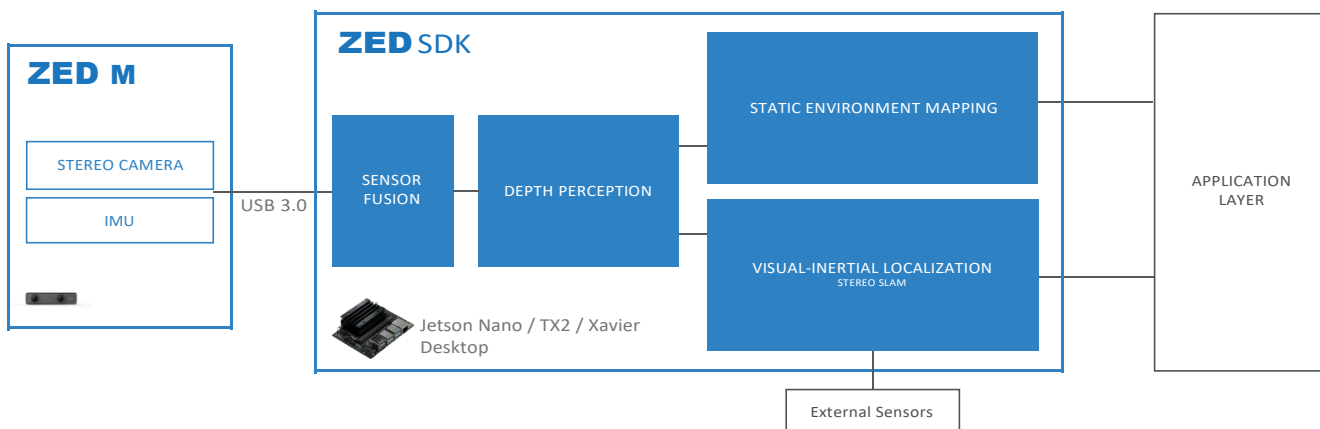 ZED M
STEREO CAMERA
IMU
USB 3.0
ZED SDK
SENSOR
FUSION
DEPTH PERCEPTION
STATIC ENVIRONMENT MAPPING
VISUAL-INERTIAL LOCALIZATION
STEREO SLAM
Jetson Nano / TX2 / Xavier
Desktop
External Sensors
APPLICATION
LAYER